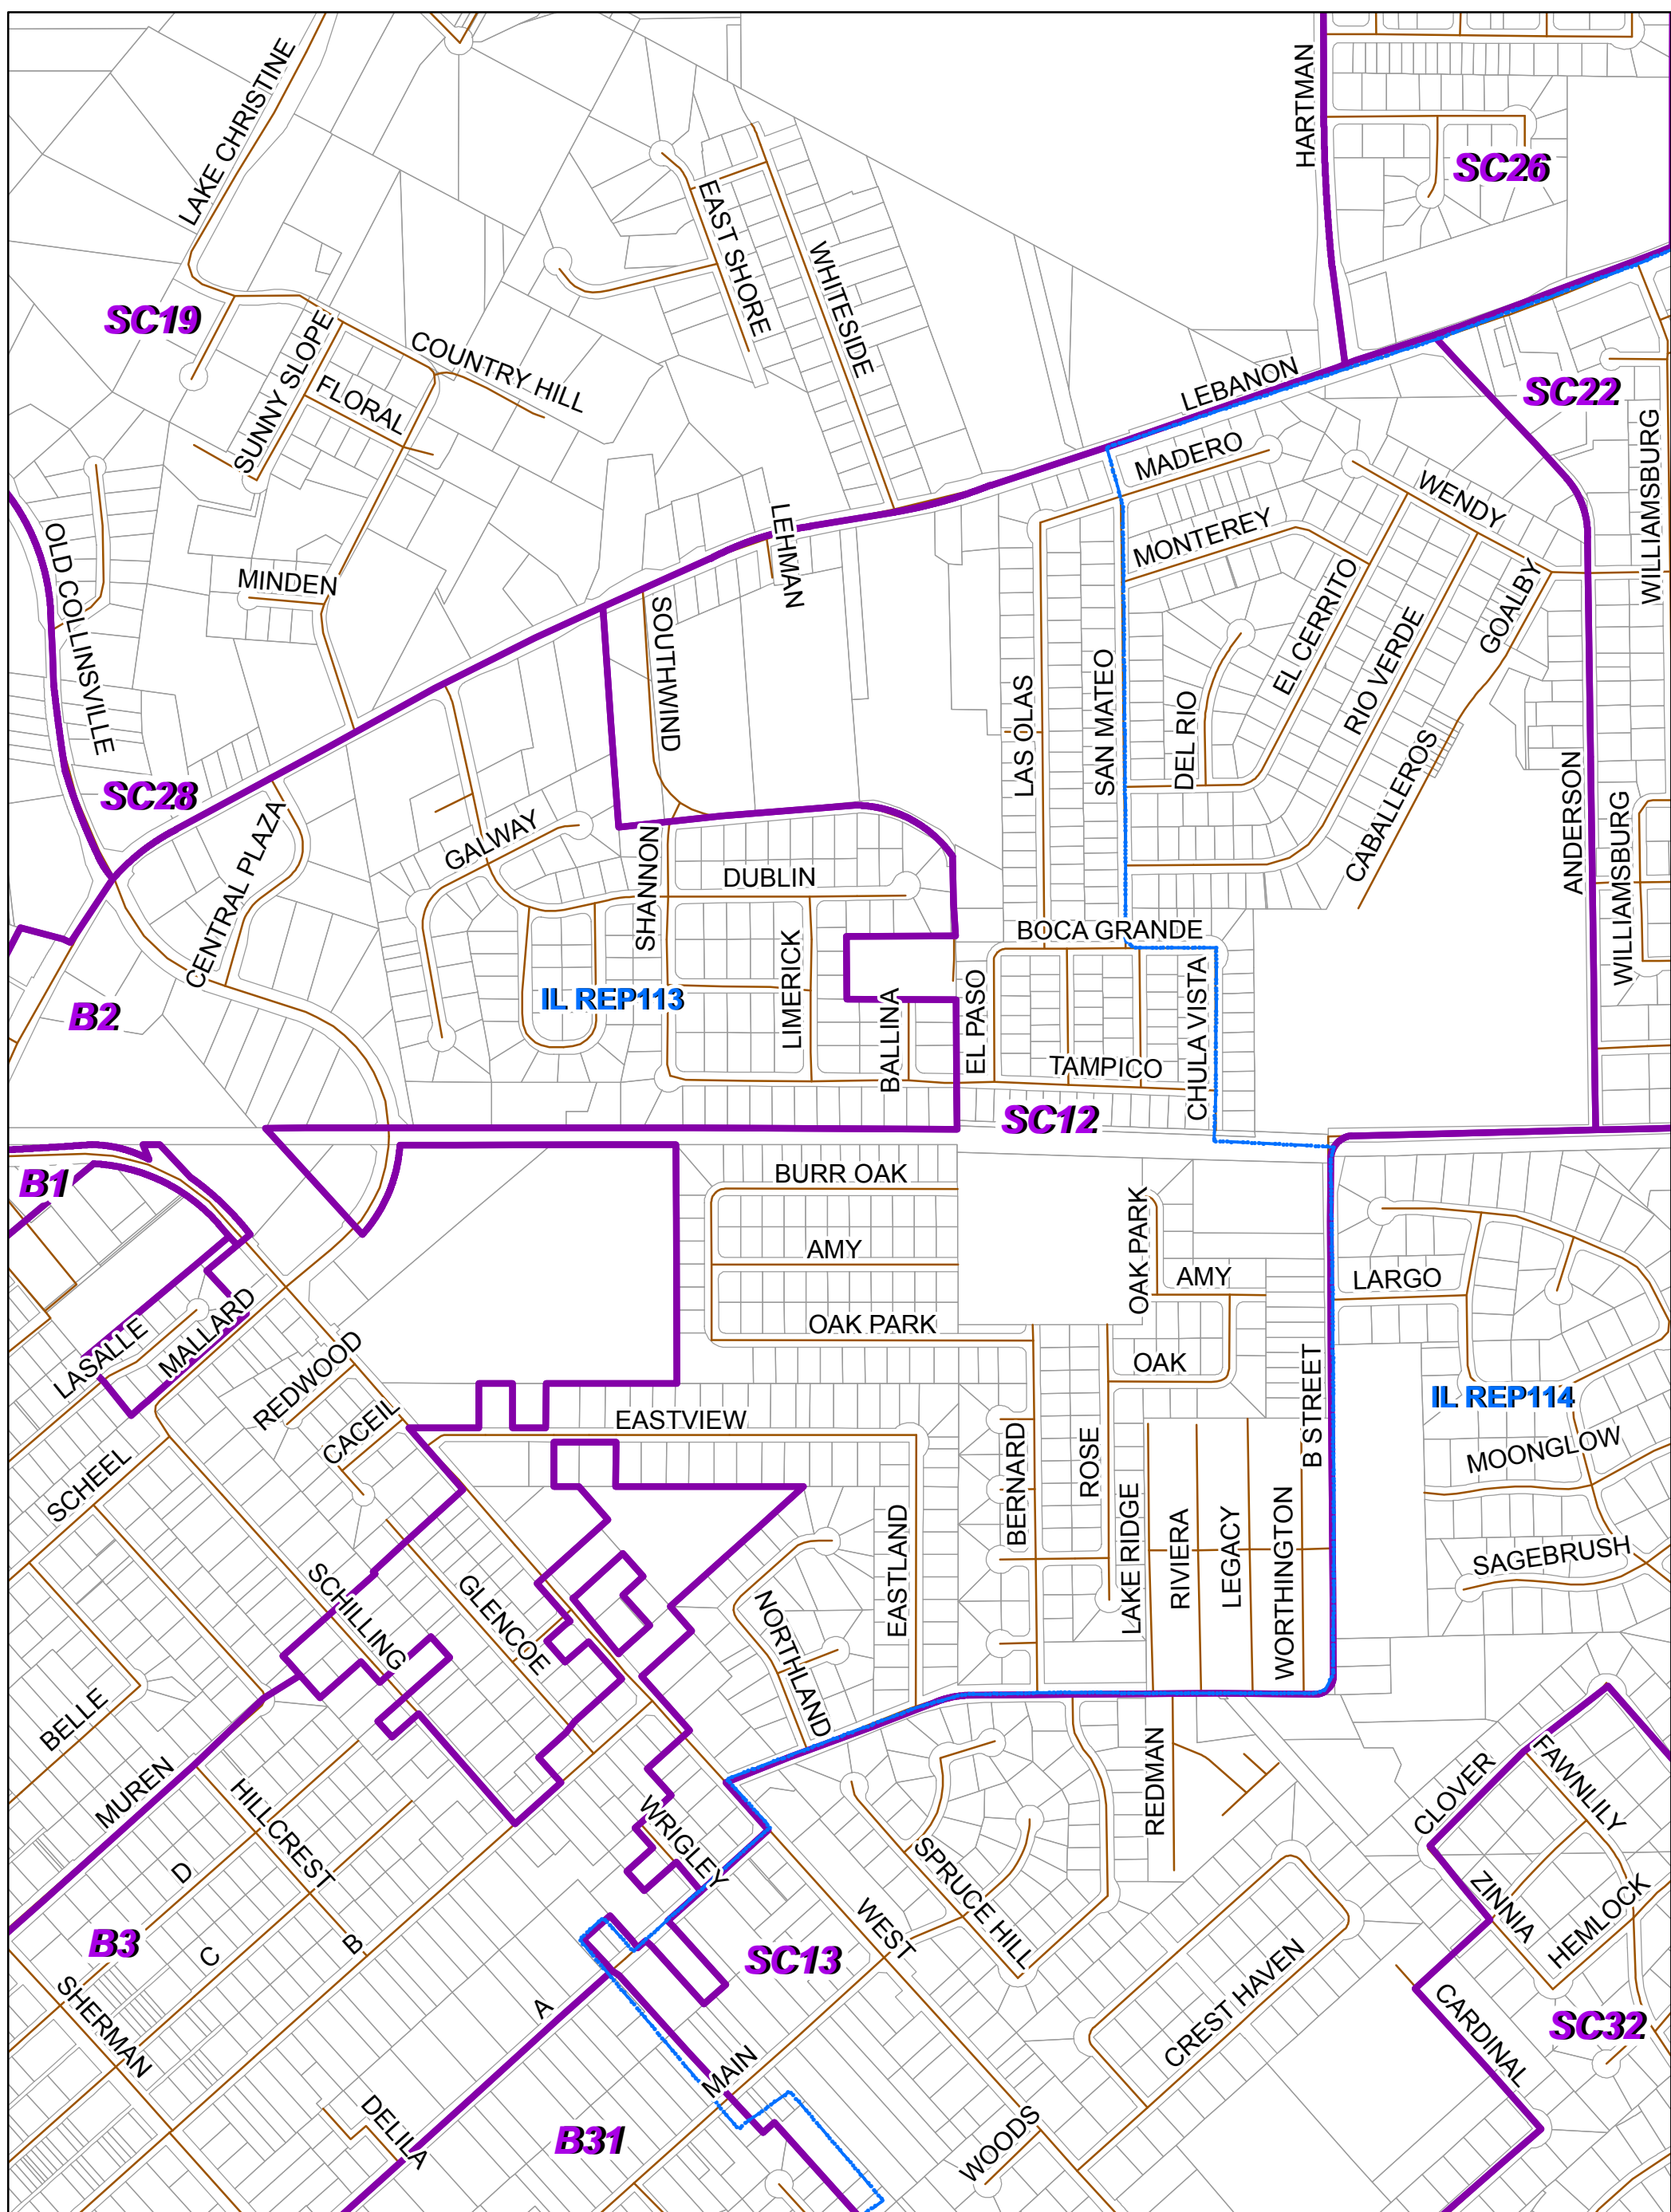 LAKE CHRISTINE
HARTMAN
SC26
EAST SHORE
WHITESIDE
SC19
SUNNY SLOPE
COUNTRY HILL
FLORAL
LEBANON
SC22
WILLIAMSBURG
MADERO
WENDY
LEHMAN
MONTEREY
OLD COLLINSVILLE
MINDEN
EL CERRITO
GOALBY
SOUTHWIND
RIO VERDE
LAS OLAS
SAN MATEO
DEL RIO
CABALLEROS
ANDERSON
SC28
CENTRAL PLAZA
GALWAY
SHANNON
DUBLIN
WILLIAMSBURG
BOCA GRANDE
LIMERICK
IL REP113
B2
BALLINA
EL PASO
CHULA VISTA
TAMPICO
SC12
B1
BURR OAK
OAK PARK
AMY
AMY
LARGO
OAK PARK
LASALLE
MALLARD
REDWOOD
OAK
B STREET
IL REP114
CACEIL
EASTVIEW
BERNARD
ROSE
MOONGLOW
SCHEEL
EASTLAND
LAKE RIDGE
RIVIERA
LEGACY
WORTHINGTON
SAGEBRUSH
SCHILLING
GLENCOE
NORTHLAND
BELLE
MUREN
HILLCREST
REDMAN
CLOVER
FAWNLILY
WRIGLEY
D
SPRUCE HILL
WEST
ZINNIA
HEMLOCK
B3
C
B
SC13
SHERMAN
A
CREST HAVEN
CARDINAL
SC32
MAIN
DELILA
B31
WOODS